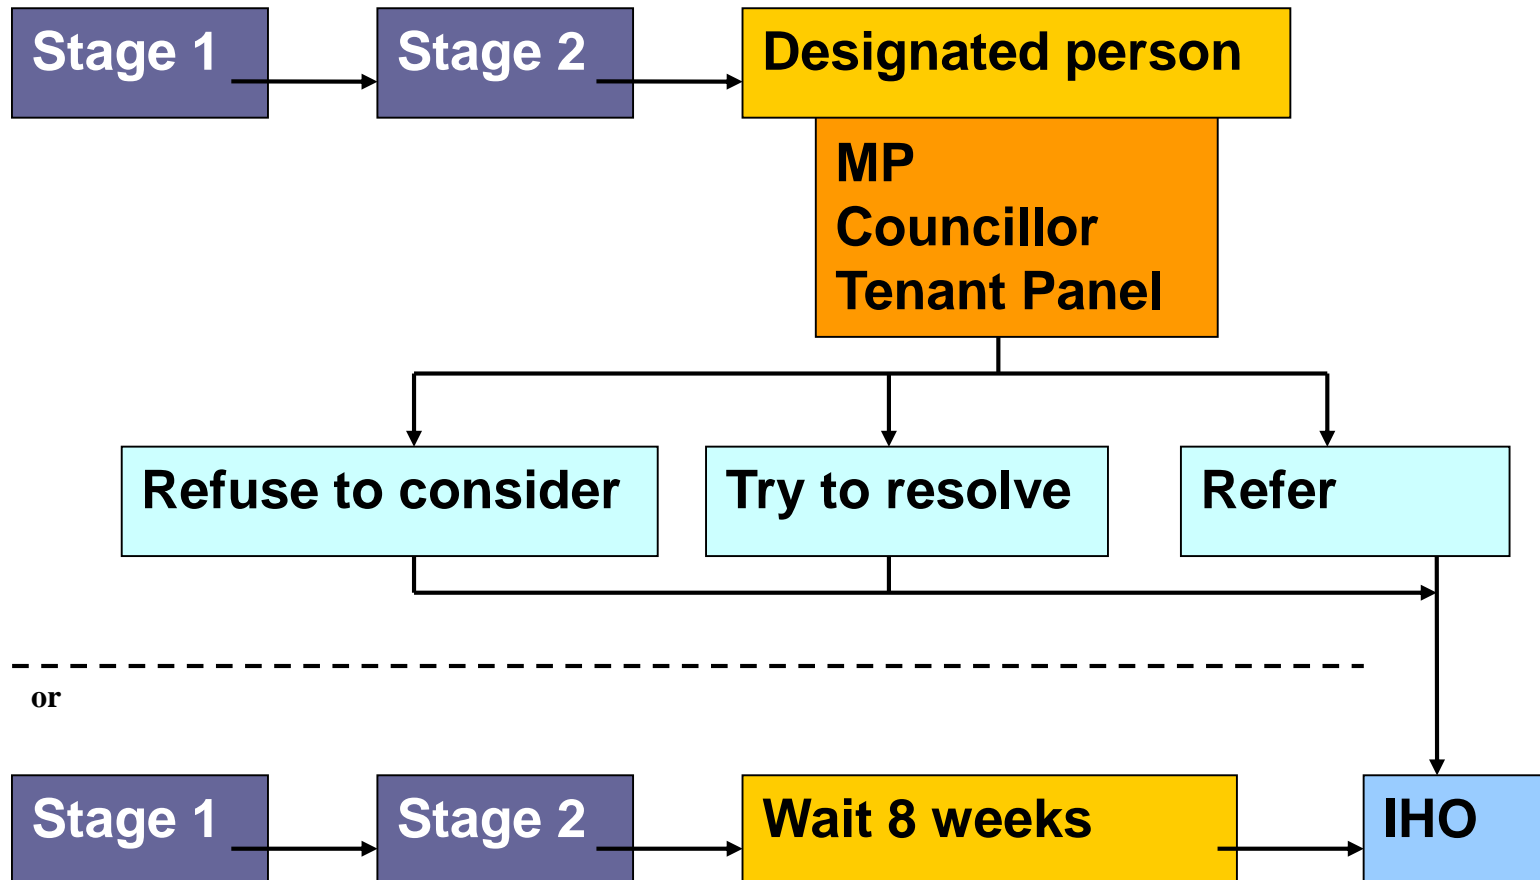 Stage 1
Stage 2
Designated person
MP
Councillor
Tenant Panel
Refuse to consider
Try to resolve
Refer
or
Stage 1
Stage 2
Wait 8 weeks
IHO